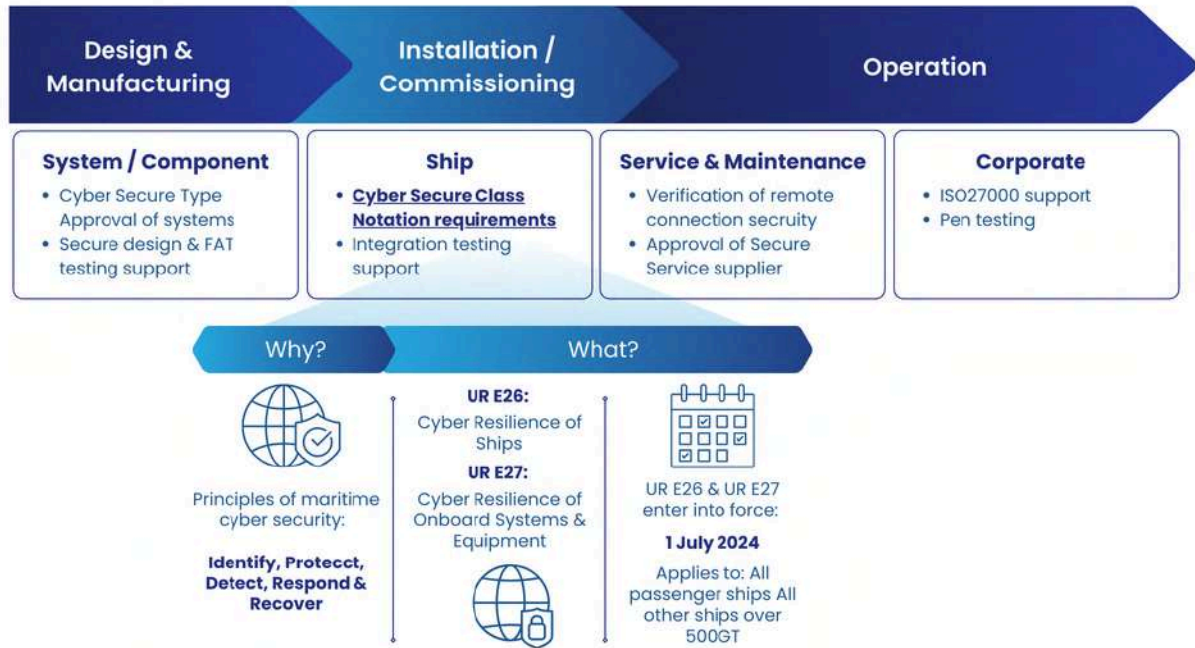 Design &
Manufacturing
Installation /
Commissioning
Operation
System / Component
• Cyber Secure Type
Approval of systems
• Secure design & FAT
testing support
Ship
• Cyber Secure Class
Notation requirements
• Integration testing
support
Service & Maintenance
• Verification of remote
connection secruity
• Approval of Secure
Service supplier
Corporate
• ISO27000 support
• Pen testing
Why?
What?
Principles of maritime
cyber security:
Identify, Protecct,
Detect, Respond &
Recover
UR E26:
Cyber Resilience of
Ships
UR E27:
Cyber Resilience of
Onboard Systems &
Equipment
UR E26 & UR E27
enter into force:
1 July 2024
Applies to: All
passenger ships All
other ships over
500GT